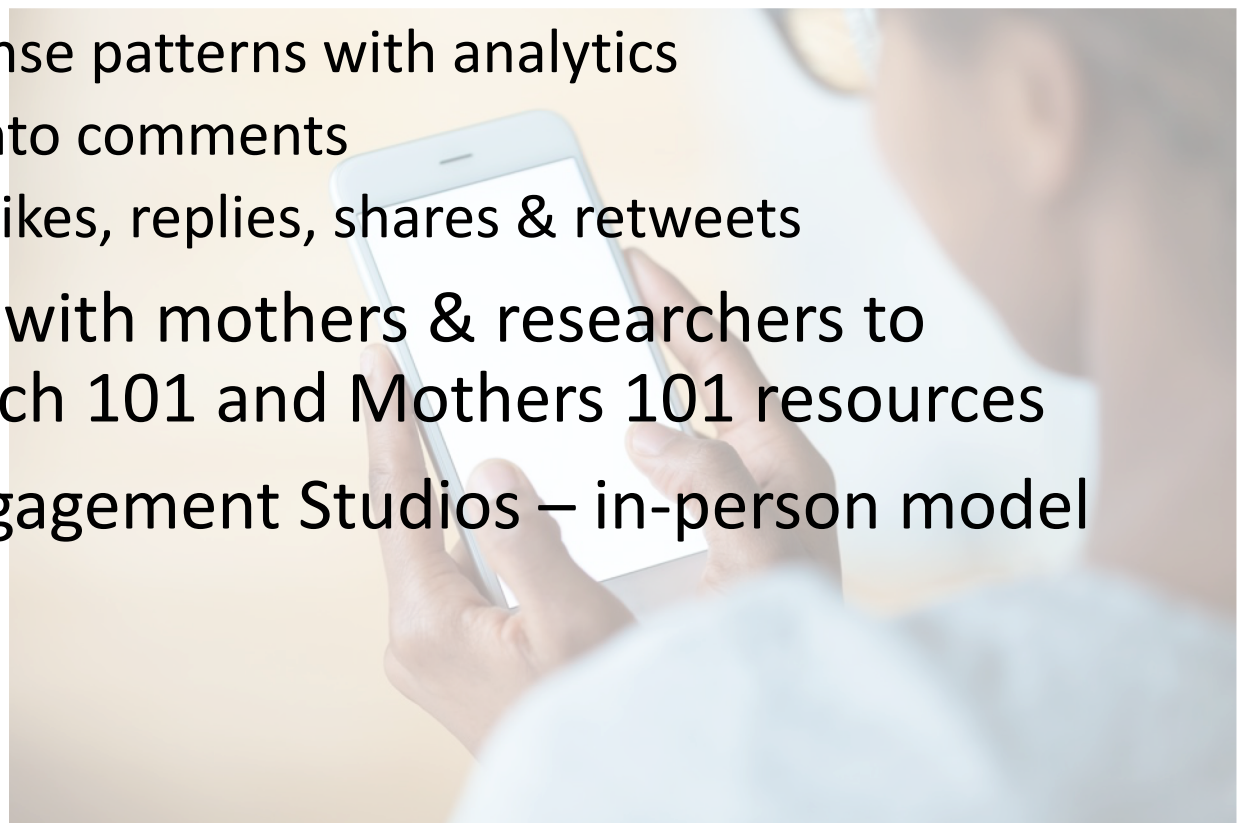 nse patterns with analytics
nto comments
ikes, replies, shares & retweets
with mothers & researchers to
ch 101 and Mothers 101 resources
gagement Studios – in-person model